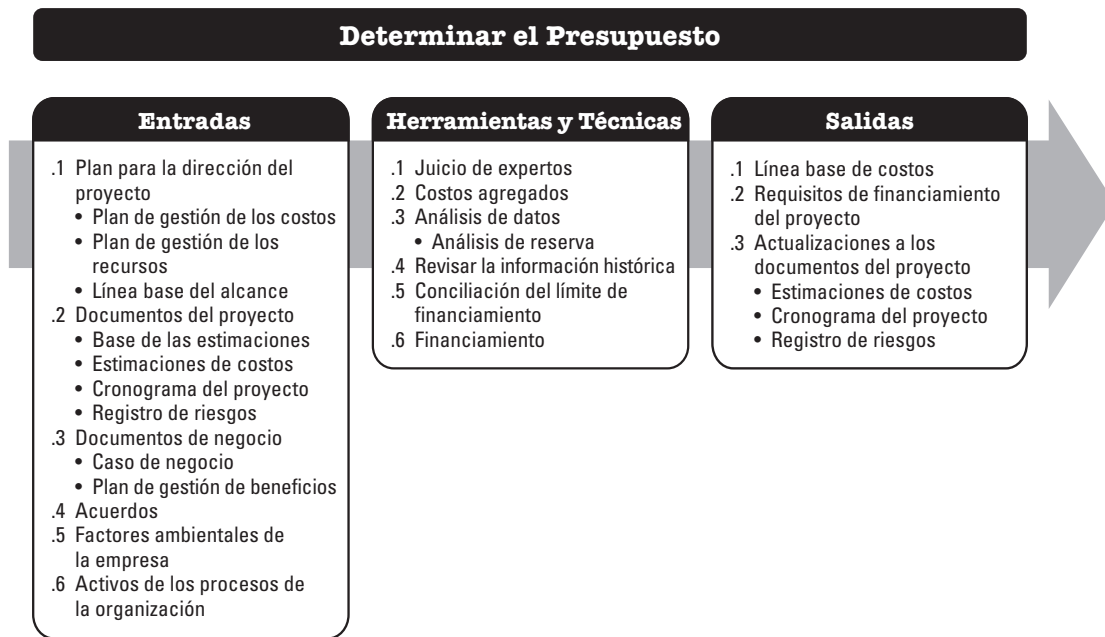 Determinar el Presupuesto
Entradas
.1 Plan para la dirección del
proyecto
• Plan de gestión de los costos
• Plan de gestión de los
recursos
• Línea base del alcance
.2 Documentos del proyecto
• Base de las estimaciones
• Estimaciones de costos
• Cronograma del proyecto
• Registro de riesgos
.3 Documentos de negocio
• Caso de negocio
• Plan de gestión de beneficios
.4 Acuerdos
.5 Factores ambientales de
la empresa
.6 Activos de los procesos de
la organización
Herramientas y Técnicas
.1 Juicio de expertos
.2 Costos agregados
.3 Análisis de datos
• Análisis de reserva
.4 Revisar la información histórica
.5 Conciliación del límite de
financiamiento
.6 Financiamiento
Salidas
.1 Línea base de costos
.2 Requisitos de financiamiento
del proyecto
.3 Actualizaciones a los
documentos del proyecto
• Estimaciones de costos
• Cronograma del proyecto
• Registro de riesgos